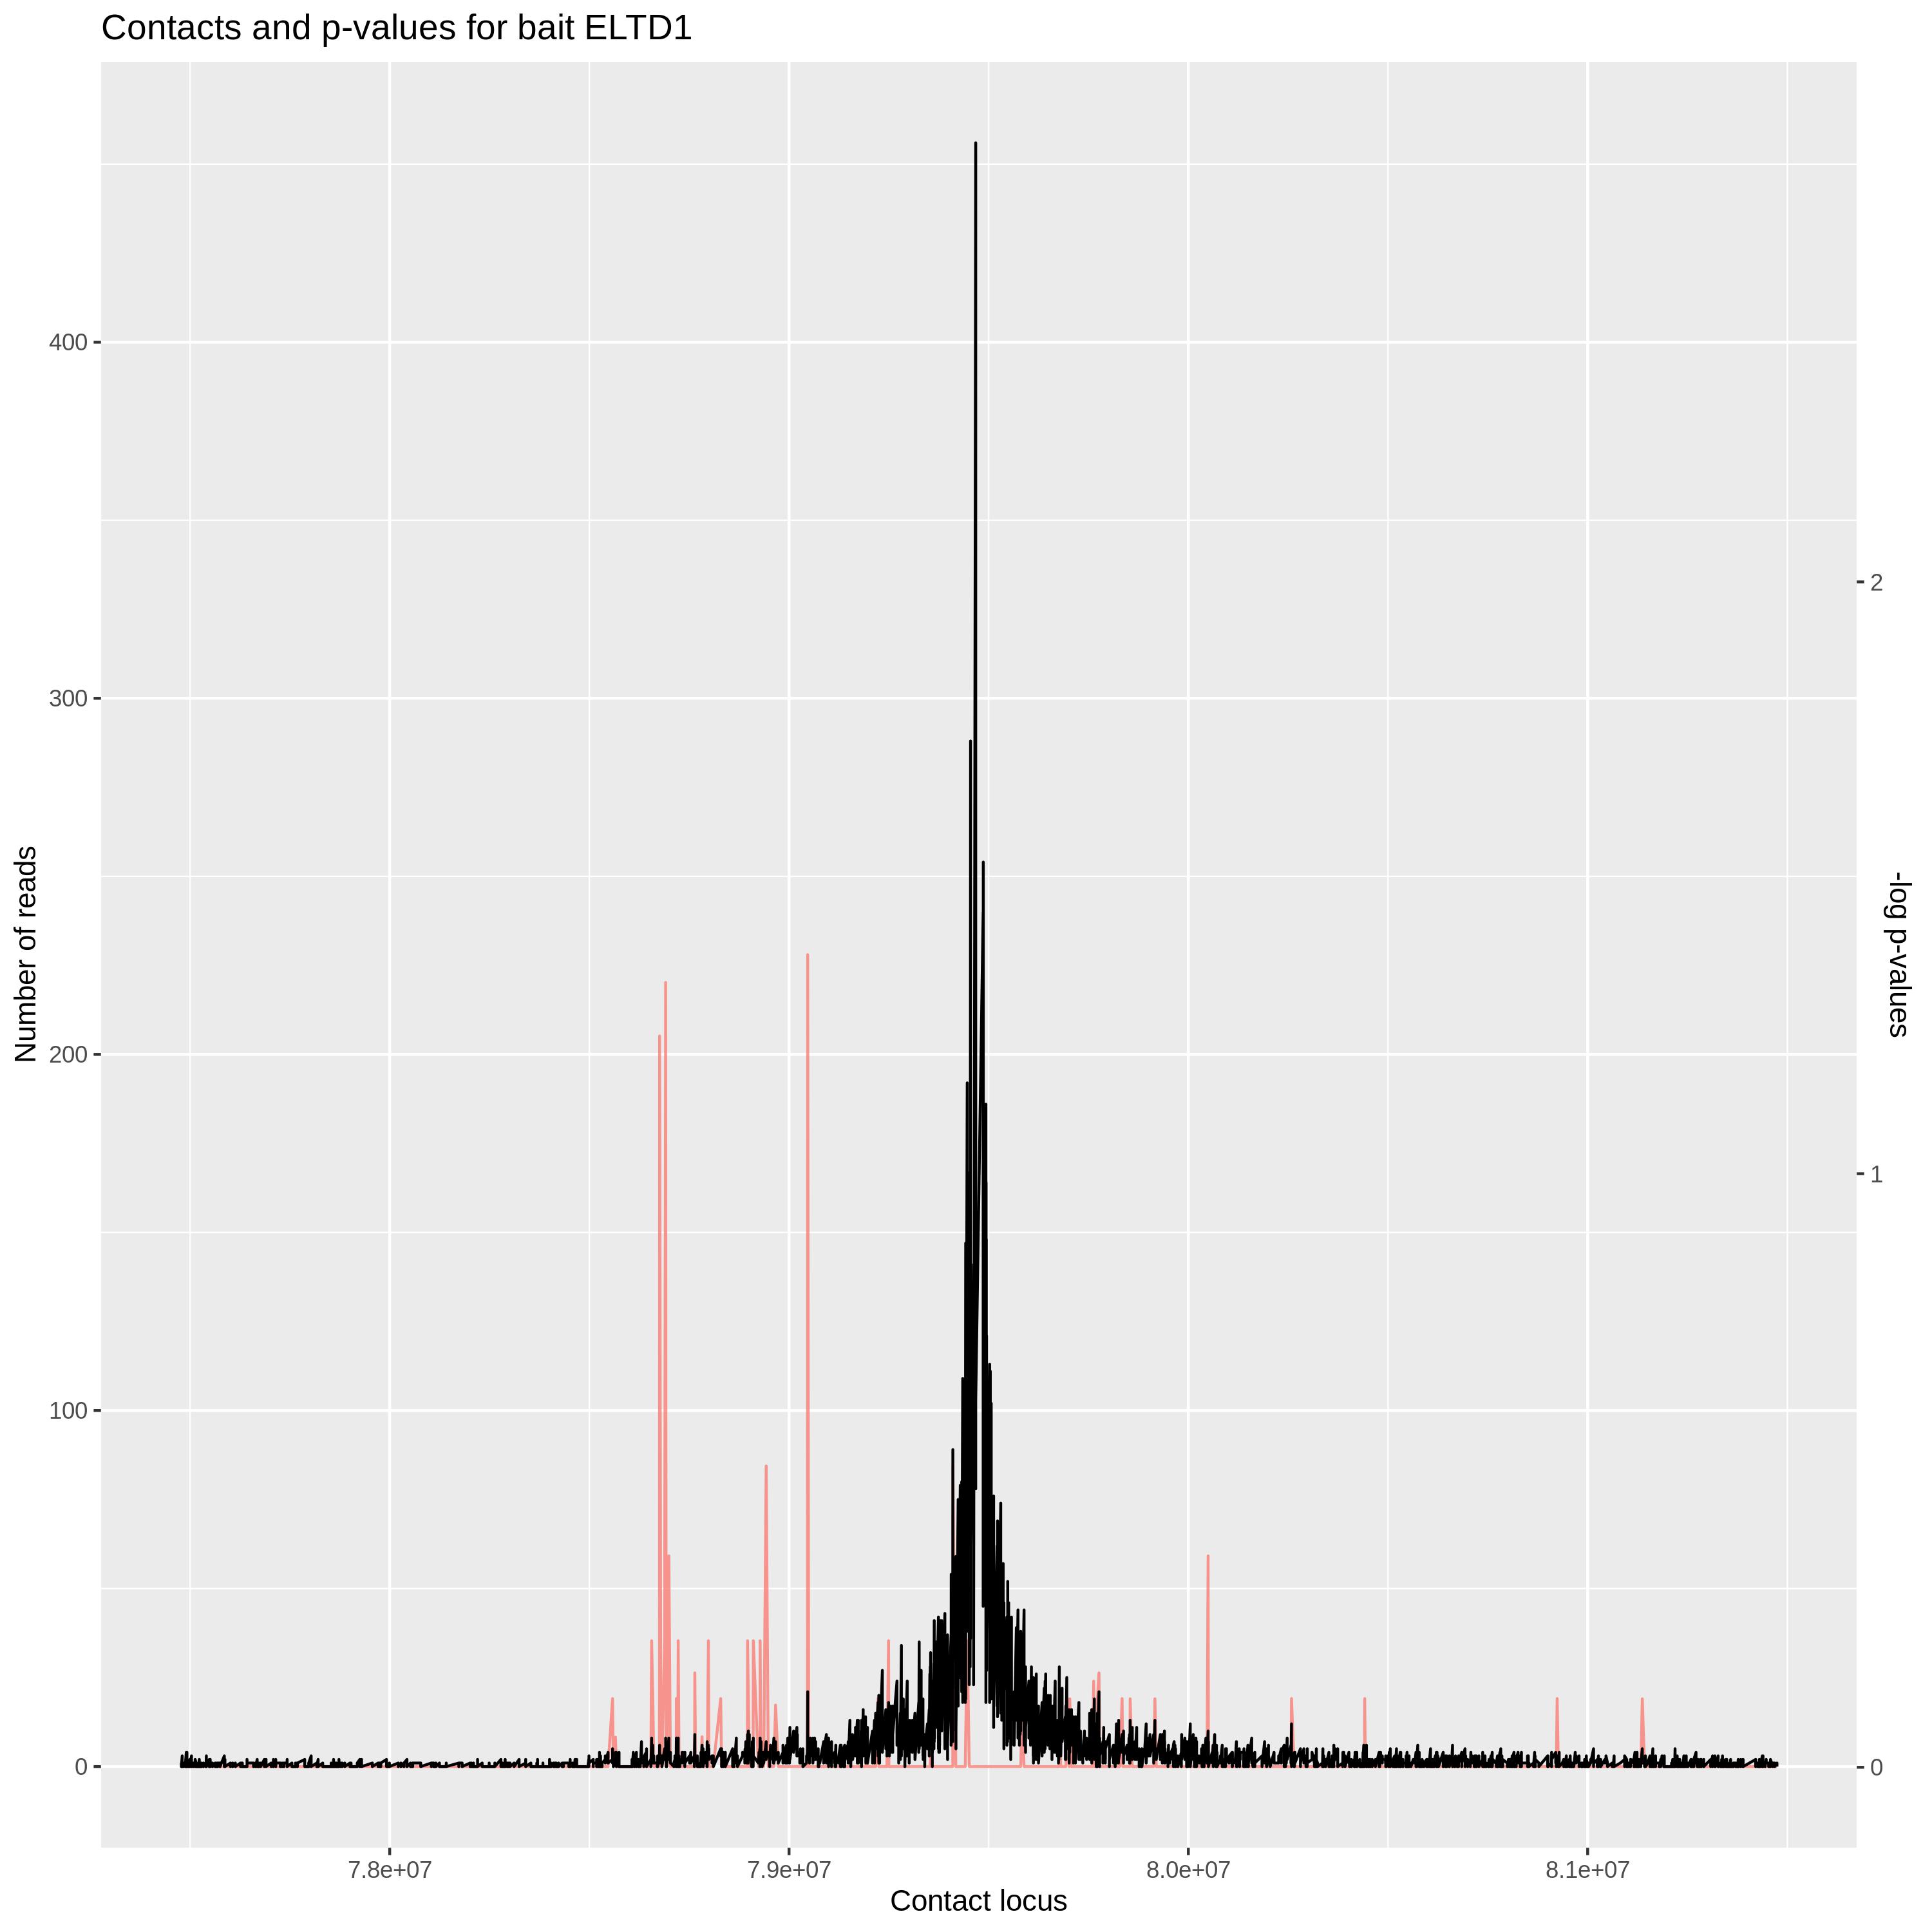 Contacts and p-values for bait ELTD1
400
300
200
100
0
Number of reads
2
1
0
-log p-values
7.8e+07
7.9e+07
8.0e+07
8.1e+07
Contact locus